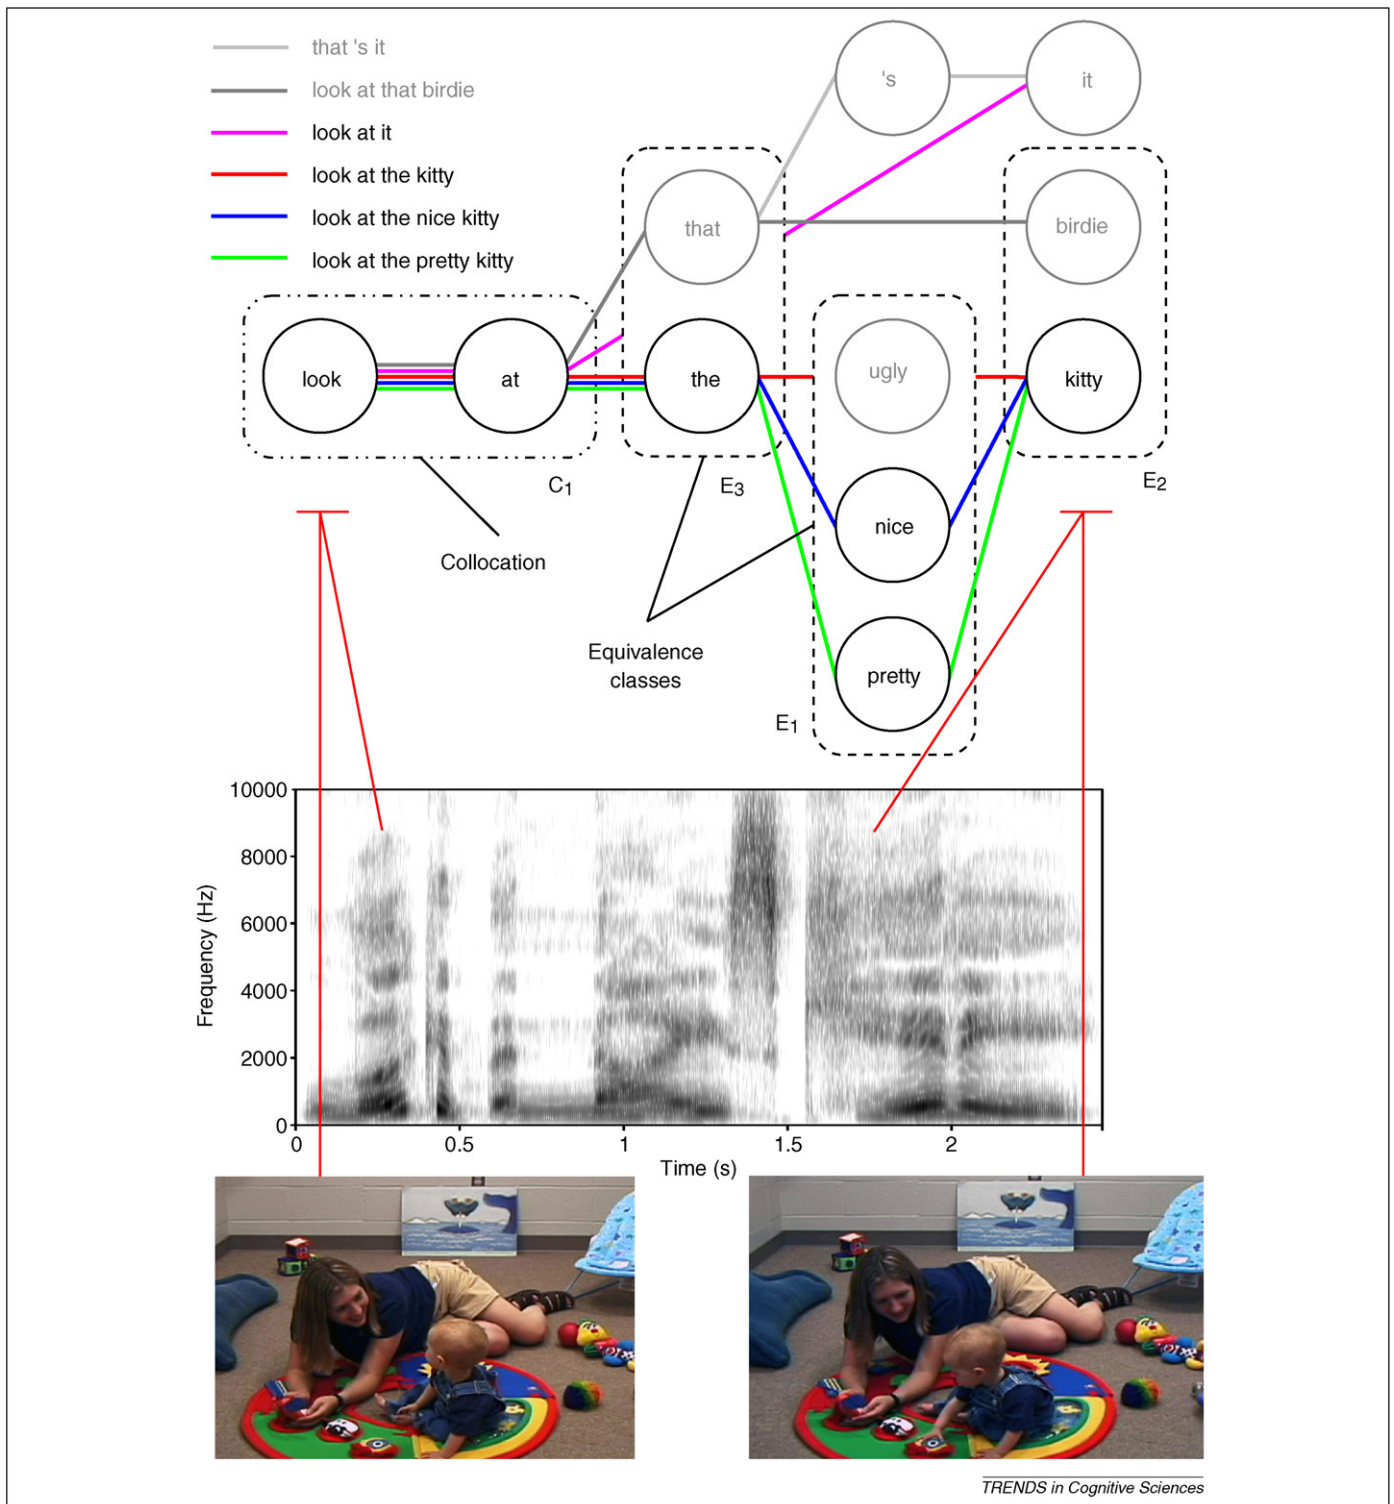 that 's it
look at that birdie
look at it
look at the kitty
look at the nice kitty
look at the pretty kitty
's
it
that
birdie
look
at
the
ugly
kitty
C1
E3
E2
nice
Collocation
Equivalence
classes
pretty
E1
10000
8000
6000
4000
2000
0
Frequency (Hz)
0
0.5
1
1.5
2
Time (s)
TRENDS in Cognitive Sciences